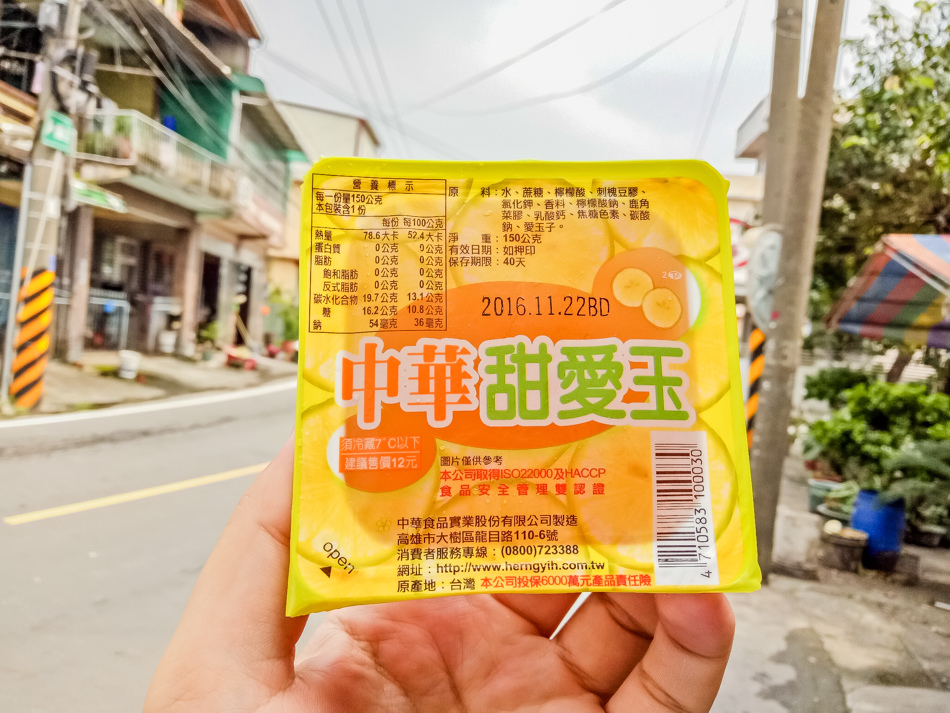 營養標示
每一份量150公克
本包裝含1份
每份 每100公克
熱量 78.6大卡 52.4大卡
蛋白質 0公克 0公克
脂肪 0公克 0公克
飽和脂肪 0公克 0公克
反式脂肪 0公克 0公克
碳水化合物 19.7公克 13.1公克
糖 16.2公克 10.8公克
鈉 54毫克 36毫克
原 料：水、蔗糖、檸檬酸、刺槐豆膠、
氯化鉀、香料、檸檬酸鈉、鹿角
菜膠、乳酸鈣、焦糖色素、碳酸
鈉、愛玉子。
淨 重：150公克
有效日期：如押印
保存期限：40天
2016.11.22BD
中華甜愛玉
須冷藏7°C以下
建議售價12元
圖片僅供參考
本公司取得ISO22000及HACCP
食品安全管理雙認證
中華食品實業股份有限公司製造
高雄市大樹區龍目路110-6號
消費者服務專線：(0800)723388
網址：http://www.herngyih.com.tw
原產地：台灣 本公司投保6000萬元產品責任險
open
4 710583 100030